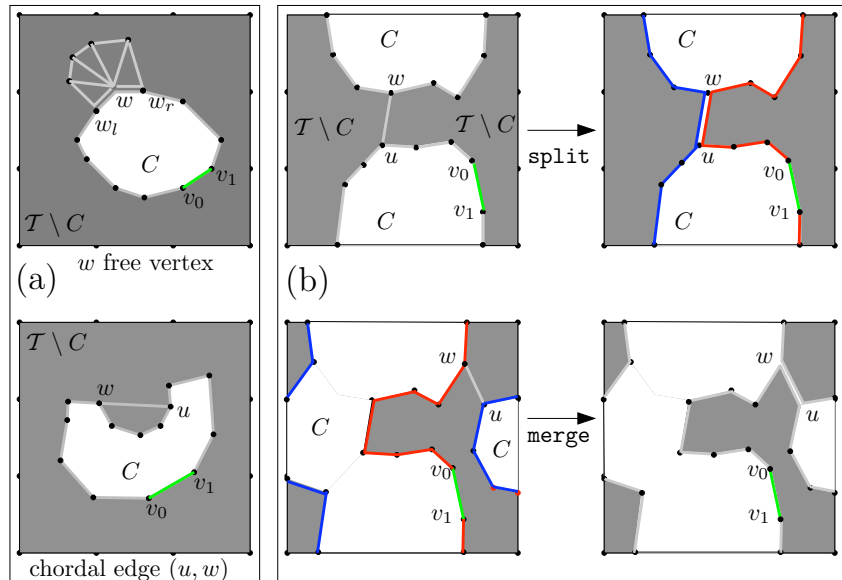 w
w_r
w_l
C
v_1
v_0
𝒯 \ C
w free vertex
(a)
𝒯 \ C
w
u
C
v_1
v_0
chordal edge (u, w)
C
w
𝒯 \ C
𝒯 \ C
u
v_0
v_1
C
split
C
w
u
v_0
v_1
C
(b)
w
u
C
C
v_0
v_1
merge
w
u
v_0
v_1